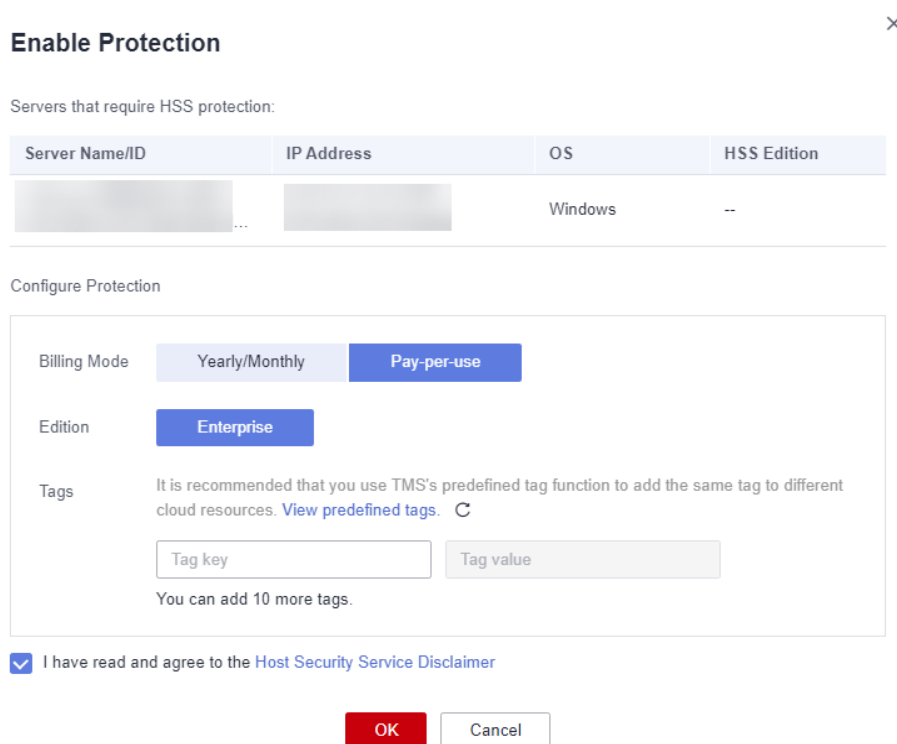 Enable Protection
Servers that require HSS protection:
Server Name/ID IP Address OS HSS Edition
... Windows --
Configure Protection
Billing Mode Yearly/Monthly Pay-per-use
Edition Enterprise
Tags It is recommended that you use TMS's predefined tag function to add the same tag to different
cloud resources. View predefined tags.
Tag key Tag value
You can add 10 more tags.
I have read and agree to the Host Security Service Disclaimer
OK Cancel